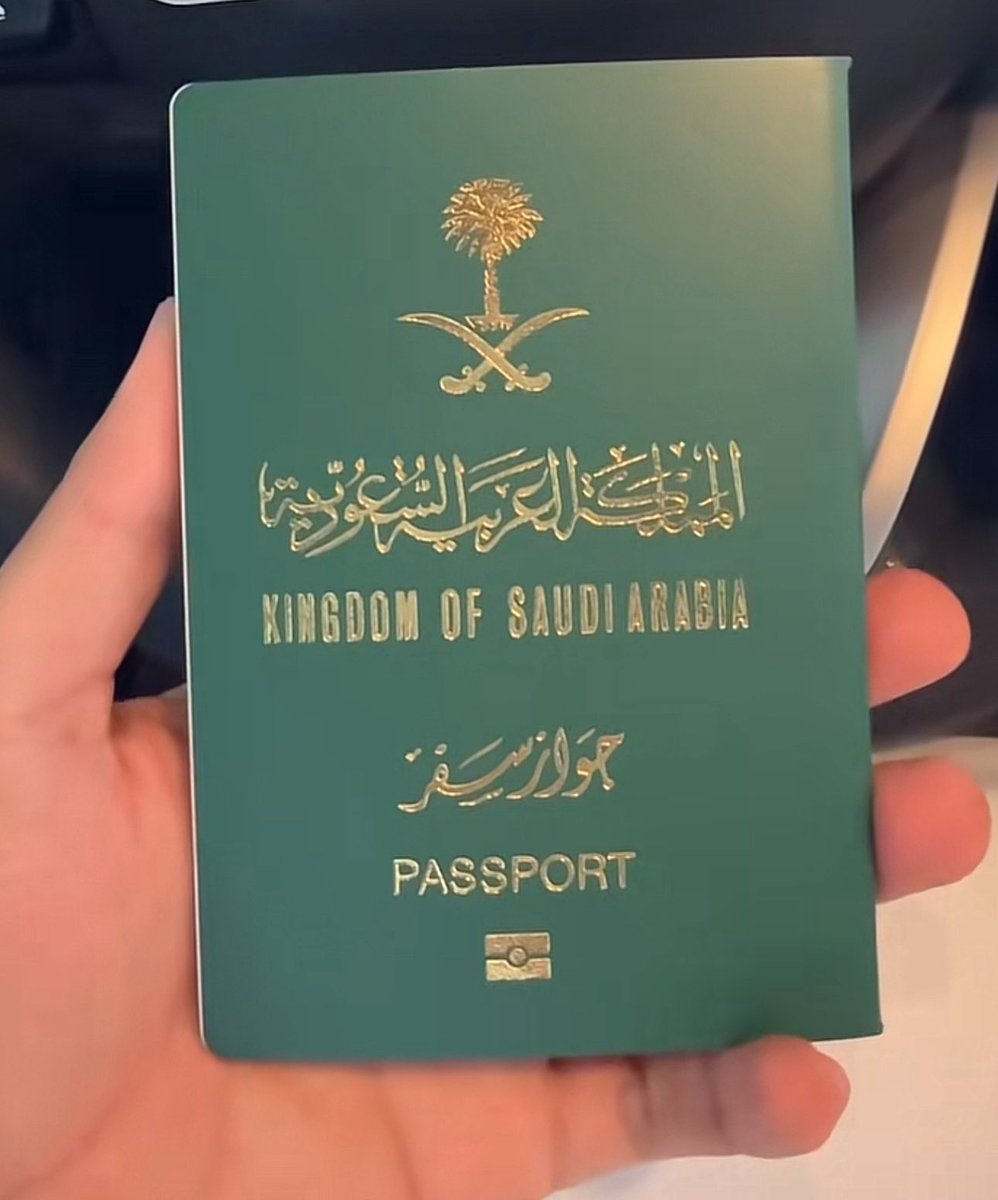 المملكة العربية السعودية
KINGDOM OF SAUDI ARABIA
جواز سفر
PASSPORT